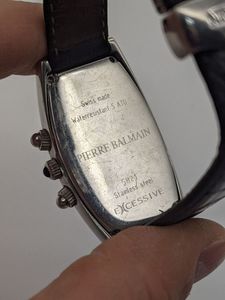 Swiss made
Waterresistant 5 ATM
PIERRE BALMAIN
Stainless steel
EXCESSIVE